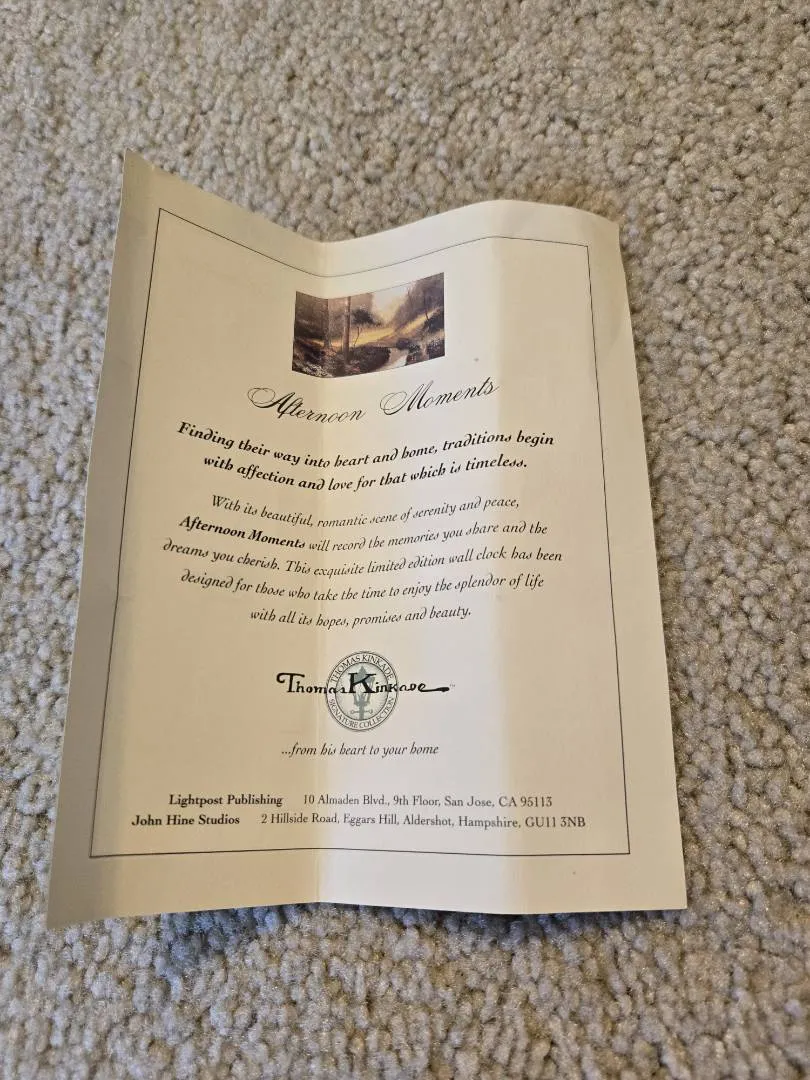 Afternoon Moments
Finding their way into heart and home, traditions begin
with affection and love for that which is timeless.
With its beautiful, romantic scene of serenity and peace,
Afternoon Moments will record the memories you share and the
dreams you cherish. This exquisite limited edition wall clock has been
designed for those who take the time to enjoy the splendor of life
with all its hopes, promises and beauty.
THOMAS KINKADE
Thomas Kinkade™
SIGNATURE COLLECTION
...from his heart to your home
Lightpost Publishing 10 Almaden Blvd., 9th Floor, San Jose, CA 95113
John Hine Studios 2 Hillside Road, Eggars Hill, Aldershot, Hampshire, GU11 3NB